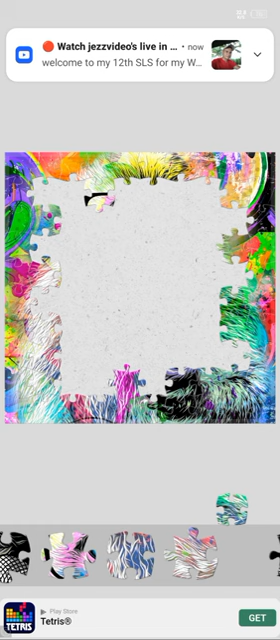 🔴 Watch jezzvideo's live in ... • now
welcome to my 12th SLS for my W...
Play Store
Tetris®
GET
TETRIS